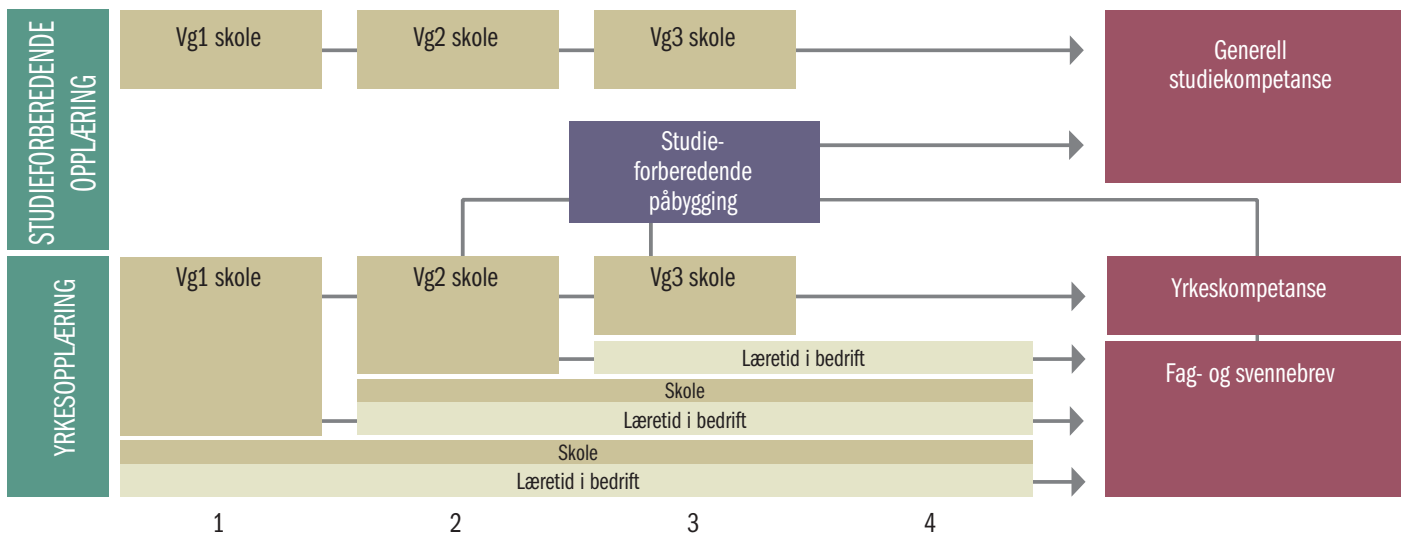 STUDIEFORBEREDENDE
OPPLÆRING
Vg1 skole
Vg2 skole
Vg3 skole
Generell
studiekompetanse
Studie-
forberedende
påbygging
YRKESOPPLÆRING
Vg1 skole
Vg2 skole
Vg3 skole
Yrkeskompetanse
Læretid i bedrift
Fag- og svennebrev
Skole
Læretid i bedrift
Skole
Læretid i bedrift
1
2
3
4